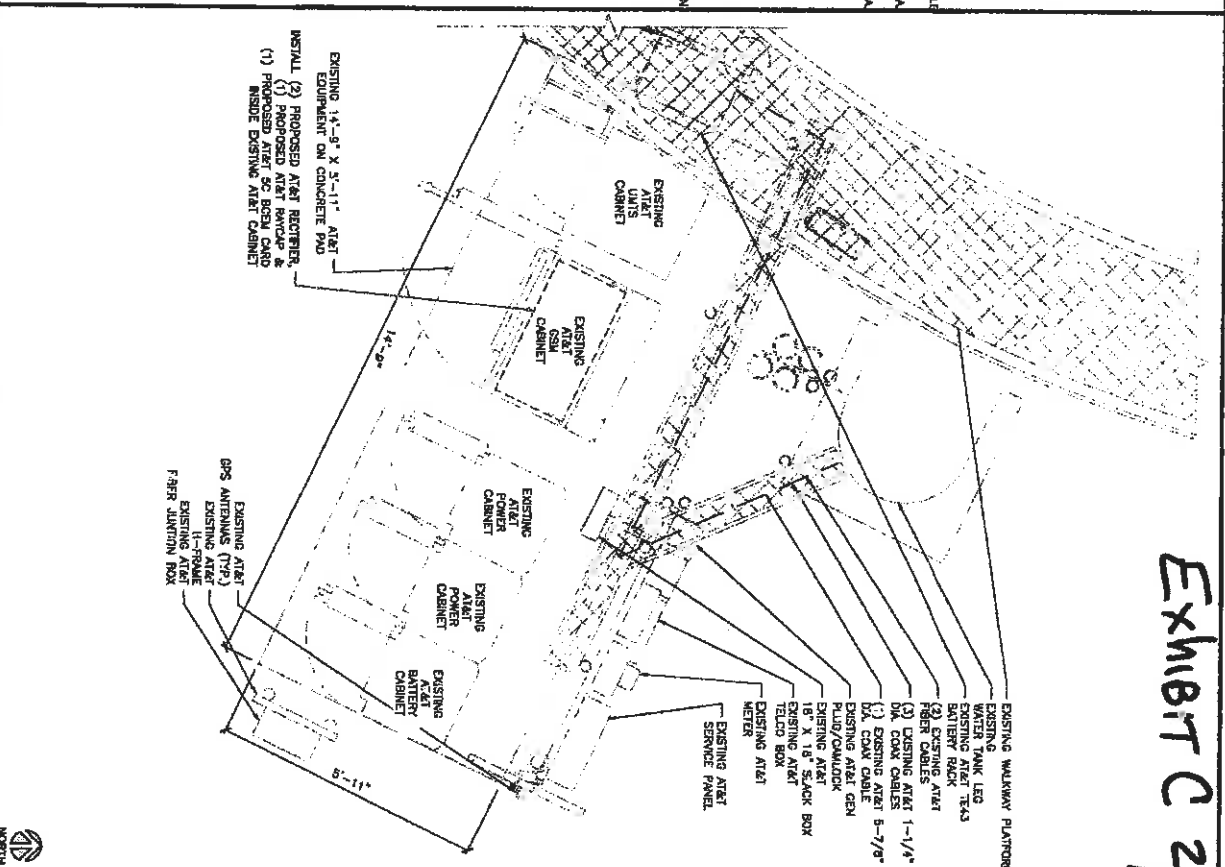 EXHIBIT C 2
EXISTING WALKWAY PLATFORM
EXISTING
WATER TANK LEG
EXISTING AT&T TE43
BATTERY RACK
(2) EXISTING AT&T
FIBER CABLES
(3) EXISTING AT&T 1-1/4"
DIA. COAX CABLES
(1) EXISTING AT&T 5-7/8"
DIA. COAX CABLE
EXISTING AT&T GEN
PLUG/CAMLOCK
EXISTING AT&T
18" X 18" SLACK BOX
EXISTING AT&T
TELCO BOX
EXISTING AT&T
METER
EXISTING AT&T
SERVICE PANEL
EXISTING
AT&T
UMTS
CABINET
EXISTING
AT&T
GSM
CABINET
EXISTING
AT&T
POWER
CABINET
EXISTING
AT&T
POWER
CABINET
EXISTING
AT&T
BATTERY
CABINET
EXISTING 14'-9" X 5'-11" AT&T
EQUIPMENT ON CONCRETE PAD
INSTALL (2) PROPOSED AT&T RECTIFIER,
(1) PROPOSED AT&T RAYCAP &
(1) PROPOSED AT&T 5C BCEM CARD
INSIDE EXISTING AT&T CABINET
14'-9"
5'-11"
EXISTING AT&T
GPS ANTENNAS (TYP.)
EXISTING AT&T
H-FRAME
EXISTING AT&T
FIBER JUNTION BOX
NORTH